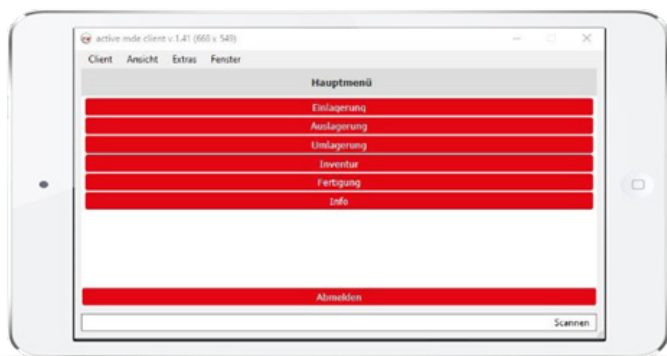 active mde client v.1.41 (668 x 549)
Client Ansicht Extras Fenster
Hauptmenü
Einlagerung
Auslagerung
Umlagerung
Inventur
Fertigung
Info
Abmelden
Scannen